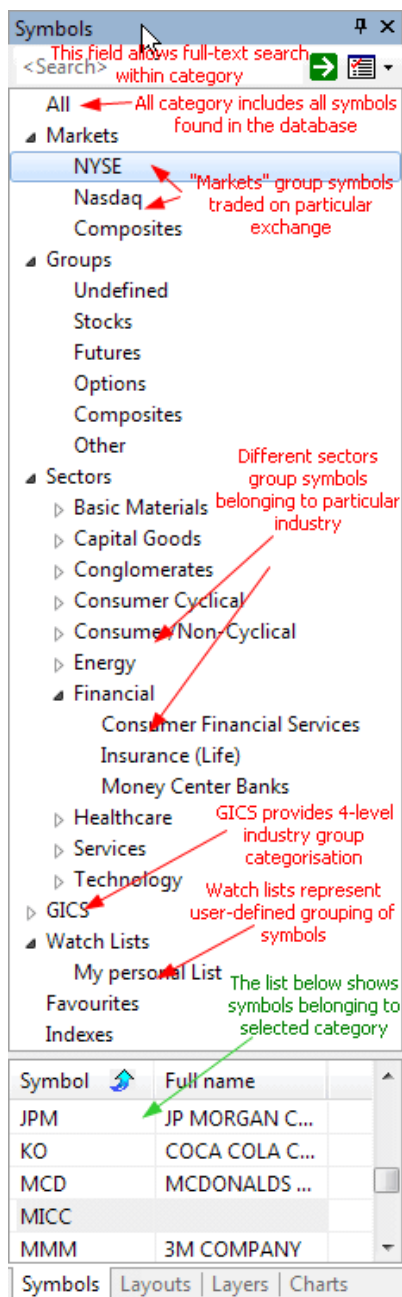 Symbols
This field allows full-text search
<Search> within category
All
All category includes all symbols
found in the database
Markets
NYSE
"Markets" group symbols
Nasdaq
traded on particular
Composites
exchange
Groups
Undefined
Stocks
Futures
Options
Composites
Other
Different sectors
group symbols
Sectors
belonging to particular
Basic Materials
industry
Capital Goods
Conglomerates
Consumer Cyclical
Consumer/Non-Cyclical
Energy
Financial
Consumer Financial Services
Insurance (Life)
Money Center Banks
Healthcare
GICS provides 4-level
industry group
Services
categorisation
Technology
GICS
Watch lists represent
user-defined grouping of
Watch Lists
symbols
My personal List
The list below shows
Favourites
symbols belonging to
Indexes
selected category
Symbol Full name
JPM JP MORGAN C...
KO COCA COLA C...
MCD MCDONALDS ...
MICC
MMM 3M COMPANY
Symbols | Layouts | Layers | Charts